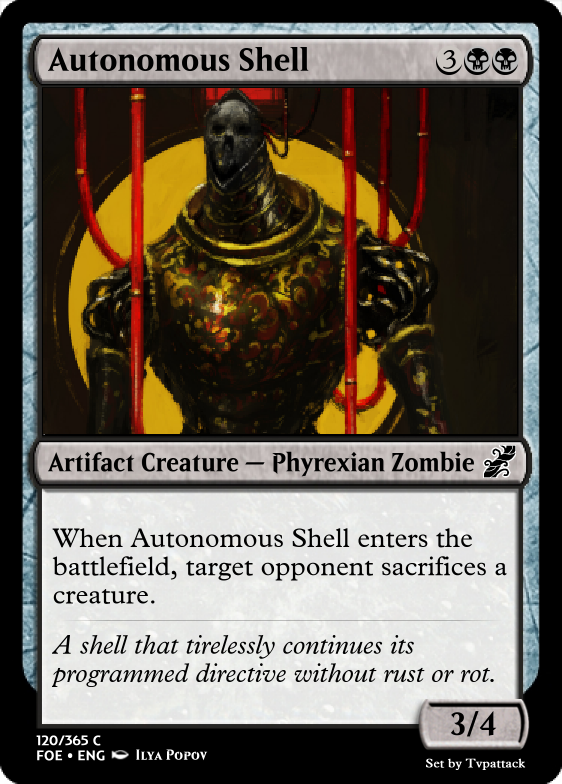 Autonomous Shell 3
Artifact Creature — Phyrexian Zombie
When Autonomous Shell enters the
battlefield, target opponent sacrifices a
creature.
A shell that tirelessly continues its
programmed directive without rust or rot.
3/4
120/365 C
FOE • ENG Ilya Popov
Set by Tvpattack